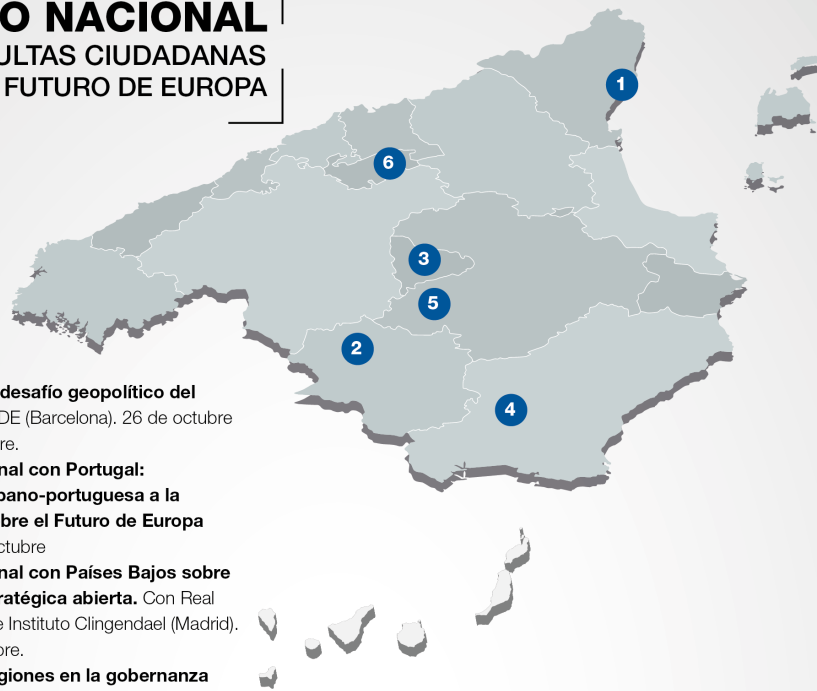 O NACIONAL
ULTAS CIUDADANAS
FUTURO DE EUROPA
1
6
3
5
2
4
desafío geopolítico del
DE (Barcelona). 26 de octubre
re.
nal con Portugal:
pano-portuguesa a la
bre el Futuro de Europa
ctubre
nal con Países Bajos sobre
ratégica abierta. Con Real
e Instituto Clingendael (Madrid).
bre.
giones en la gobernanza